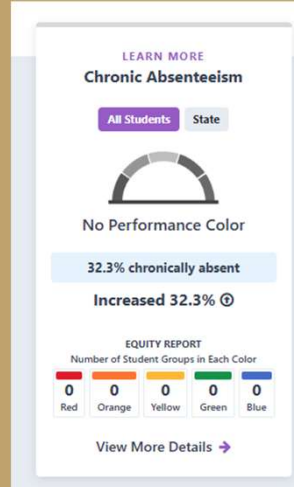 LEARN MORE
Chronic Absenteeism
All Students State
No Performance Color
32.3% chronically absent
Increased 32.3%
EQUITY REPORT
Number of Student Groups in Each Color
0 0 0 0 0
Red Orange Yellow Green Blue
View More Details